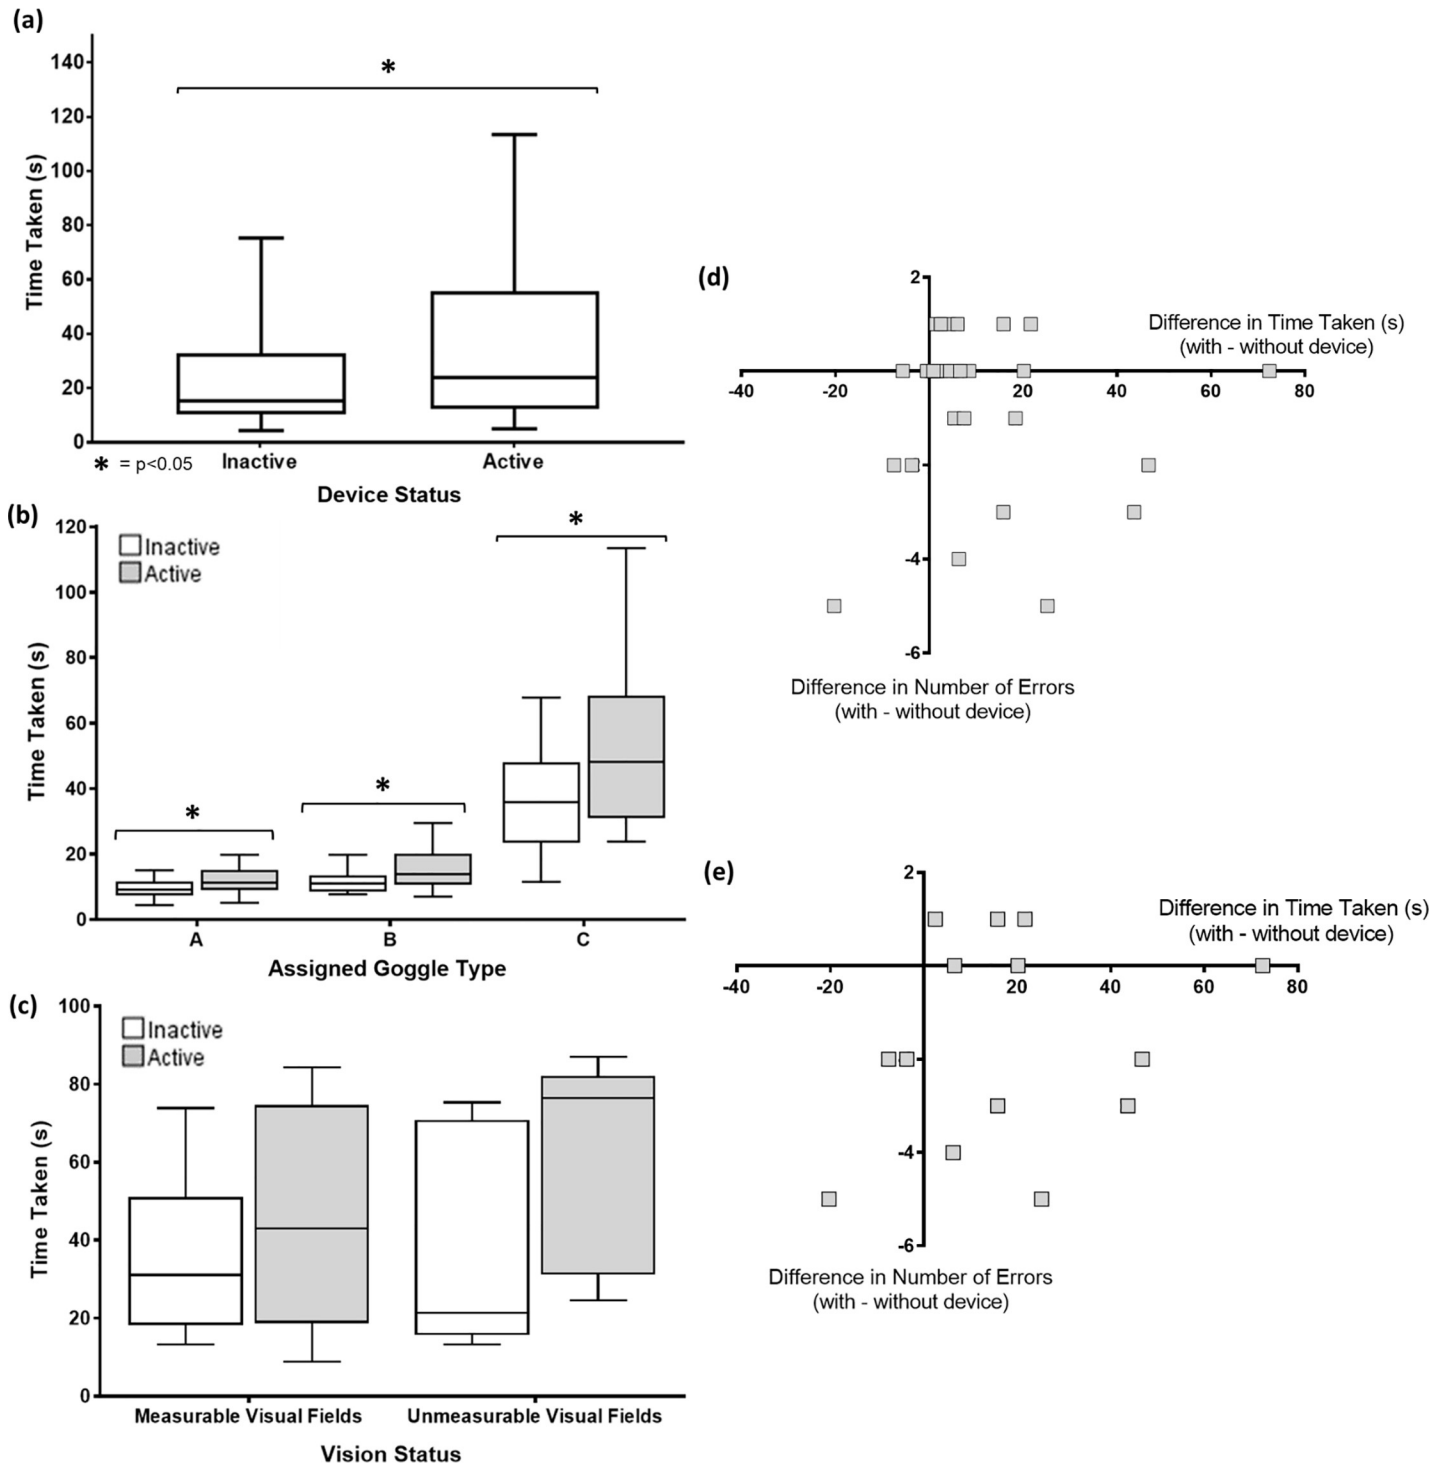 (a)
140
120
100
80
60
40
20
0
Time Taken (s)
*
* = p<0.05
Inactive
Active
Device Status
(b)
120
100
80
60
40
20
0
Time Taken (s)
Inactive
Active
*
*
*
A
B
C
Assigned Goggle Type
(c)
100
80
60
40
20
0
Time Taken (s)
Inactive
Active
Measurable Visual Fields
Unmeasurable Visual Fields
Vision Status
(d)
2
Difference in Time Taken (s)
(with - without device)
-40
-20
20
40
60
80
-4
-6
Difference in Number of Errors
(with - without device)
(e)
2
Difference in Time Taken (s)
(with - without device)
-40
-20
20
40
60
80
-4
-6
Difference in Number of Errors
(with - without device)